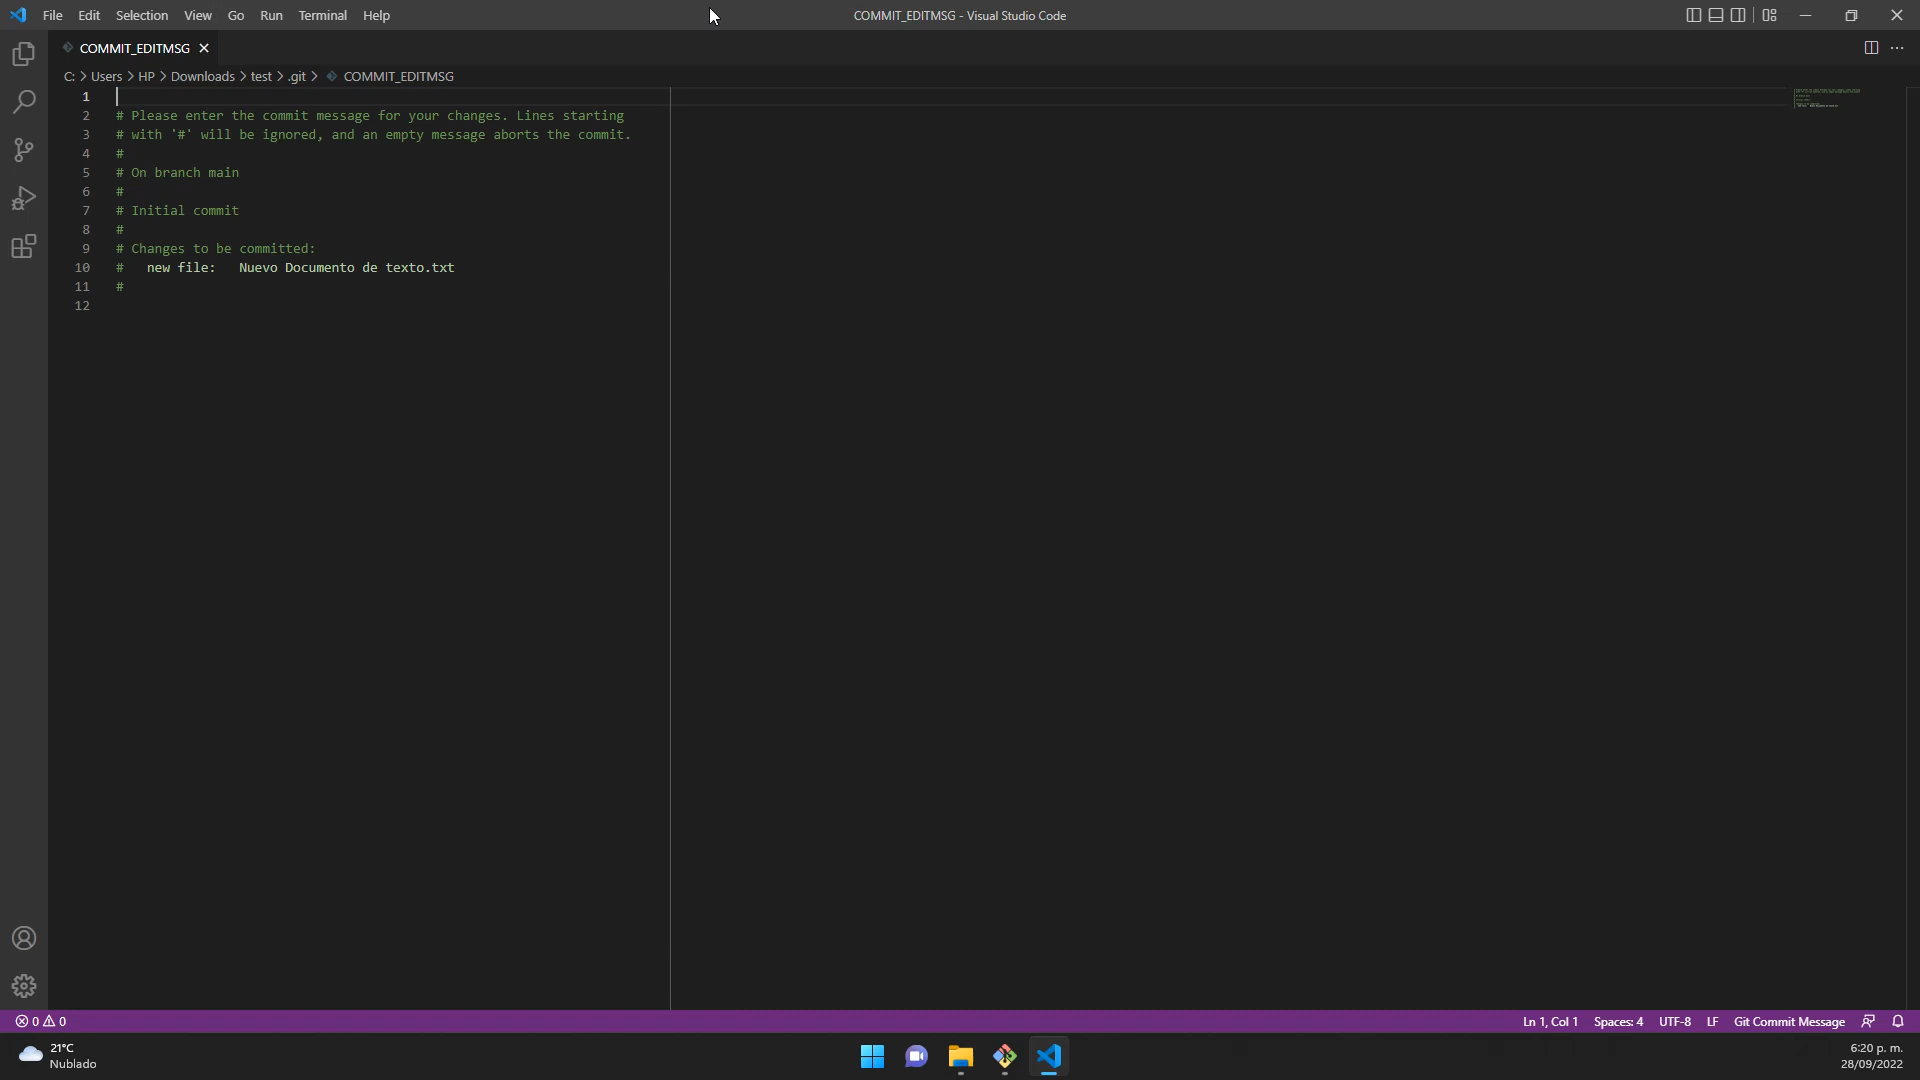 File Edit Selection View Go Run Terminal Help
COMMIT_EDITMSG - Visual Studio Code
COMMIT_EDITMSG
C: > Users > HP > Downloads > test > .git > COMMIT_EDITMSG
1
2 # Please enter the commit message for your changes. Lines starting
3 # with '#' will be ignored, and an empty message aborts the commit.
4 #
5 # On branch main
6 #
7 # Initial commit
8 #
9 # Changes to be committed:
10 # new file: Nuevo Documento de texto.txt
11 #
12
0 0
Ln 1, Col 1 Spaces: 4 UTF-8 LF Git Commit Message
21°C
Nublado
6:20 p. m.
28/09/2022